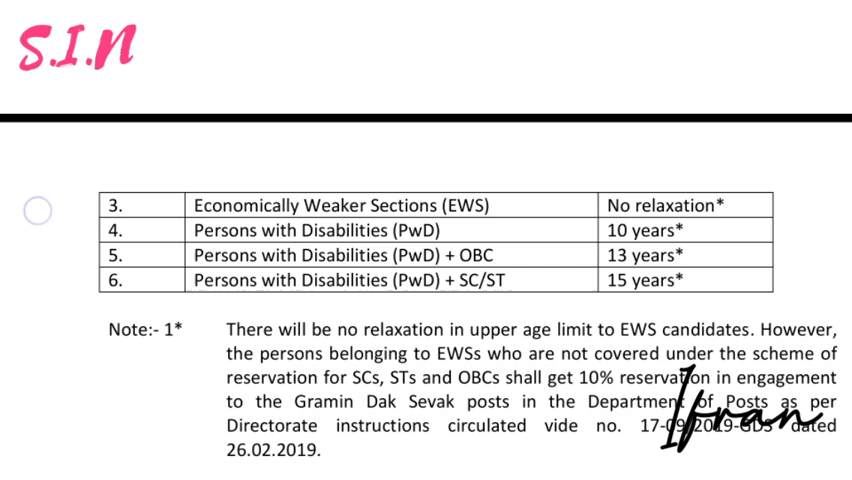 S.I.N
3. Economically Weaker Sections (EWS) No relaxation*
4. Persons with Disabilities (PwD) 10 years*
5. Persons with Disabilities (PwD) + OBC 13 years*
6. Persons with Disabilities (PwD) + SC/ST 15 years*
Note:- 1* There will be no relaxation in upper age limit to EWS candidates. However,
the persons belonging to EWSs who are not covered under the scheme of
reservation for SCs, STs and OBCs shall get 10% reservation in engagement
to the Gramin Dak Sevak posts in the Department of Posts as per
Directorate instructions circulated vide no. 17-09/2019-GDS dated
26.02.2019.
Ifran